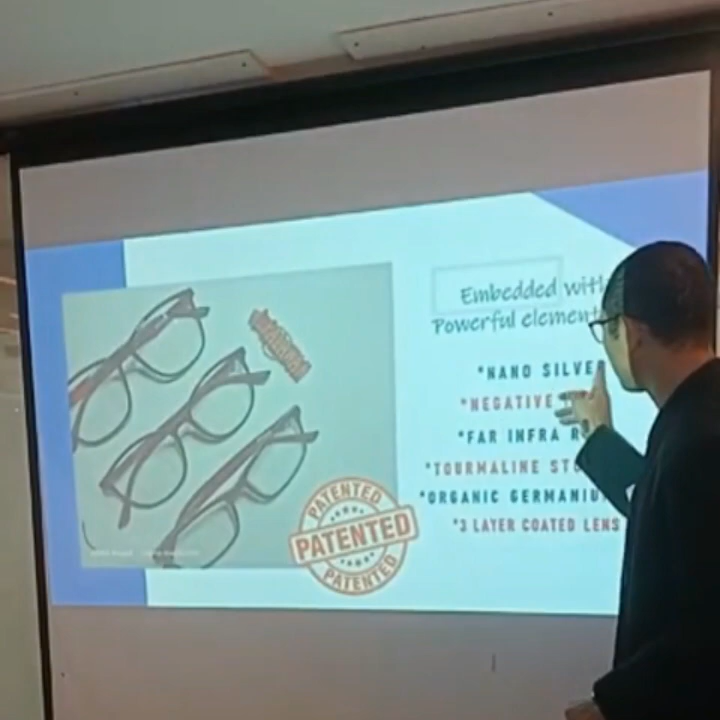 Embedded with
Powerful element
*NANO SILVER
*NEGATIVE
*FAR INFRA R
*TOURMALINE STO
*ORGANIC GERMANIU
*3 LAYER COATED LENS
PATENTED
PATENTED
PATENTED